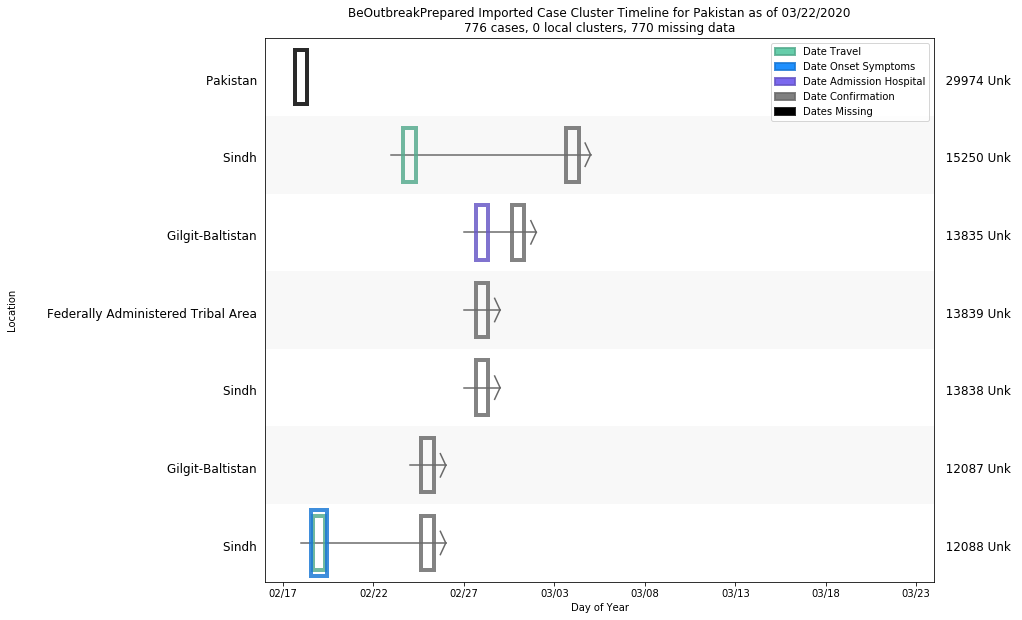 BeOutbreakPrepared Imported Case Cluster Timeline for Pakistan as of 03/22/2020
776 cases, 0 local clusters, 770 missing data
Date Travel
Date Onset Symptoms
Date Admission Hospital
Date Confirmation
Dates Missing
Pakistan 29974 Unk
Sindh 15250 Unk
Gilgit-Baltistan 13835 Unk
Federally Administered Tribal Area 13839 Unk
Sindh 13838 Unk
Gilgit-Baltistan 12087 Unk
Sindh 12088 Unk
Location
02/17 02/22 02/27 03/03 03/08 03/13 03/18 03/23
Day of Year